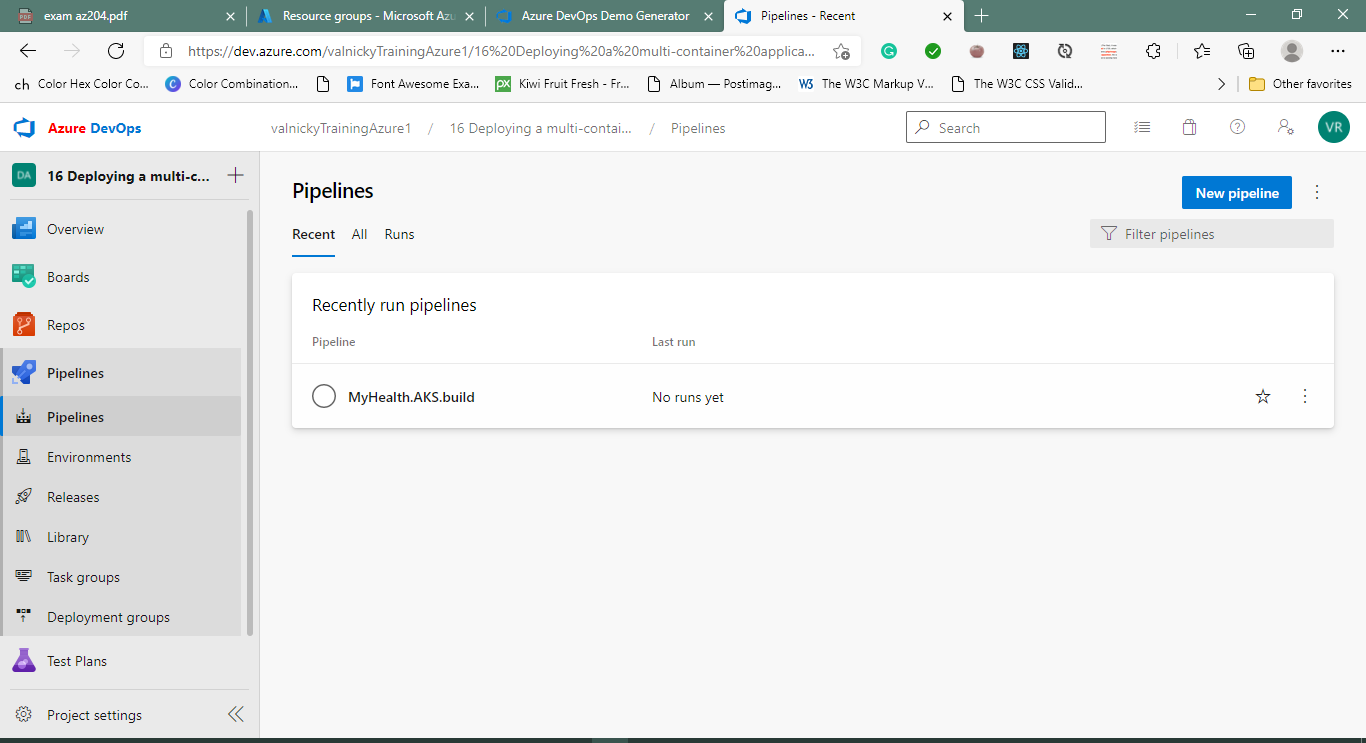 exam az204.pdf
Resource groups - Microsoft Azu
Azure DevOps Demo Generator
Pipelines - Recent
https://dev.azure.com/valnickyTrainingAzure1/16%20Deploying%20a%20multi-container%20applica...
ch Color Hex Color Co...
C Color Combination...
Font Awesome Exa...
px Kiwi Fruit Fresh - Fr...
Album — Postimag...
W3 The W3C Markup V...
The W3C CSS Valid...
Other favorites
Azure DevOps
valnickyTrainingAzure1 / 16 Deploying a multi-contai... / Pipelines
Search
VR
DA 16 Deploying a multi-c...
Overview
Boards
Repos
Pipelines
Pipelines
Environments
Releases
Library
Task groups
Deployment groups
Test Plans
Project settings
Pipelines
New pipeline
Recent All Runs
Filter pipelines
Recently run pipelines
Pipeline Last run
MyHealth.AKS.build No runs yet